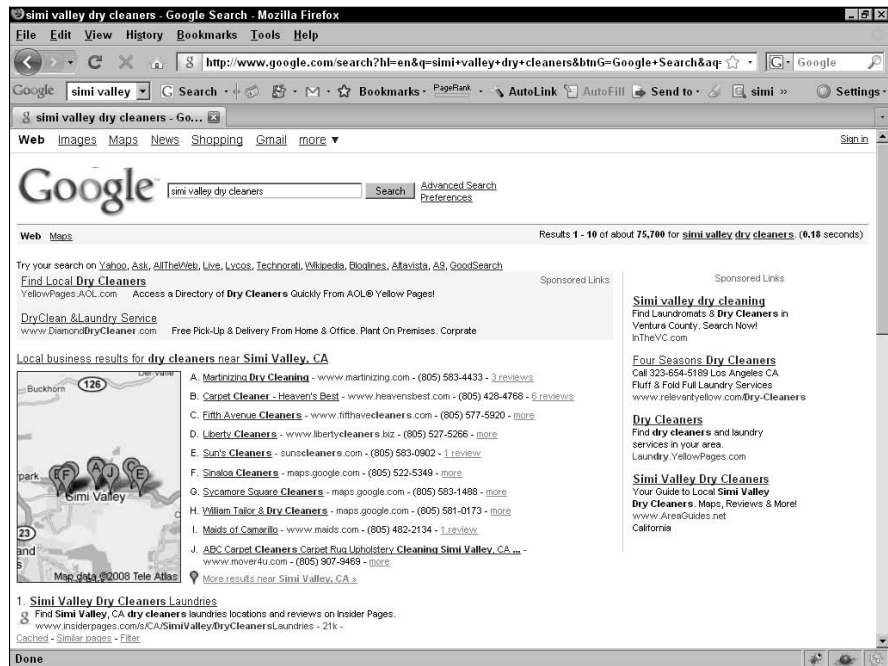 simi valley dry cleaners - Google Search - Mozilla Firefox
File Edit View History Bookmarks Tools Help
http://www.google.com/search?hl=en&q=simi+valley+dry+cleaners&btnG=Google+Search&aq= Google
Google simi valley Search Bookmarks PageRank AutoLink AutoFill Send to simi » Settings
simi valley dry cleaners - Go...
Web Images Maps News Shopping Gmail more ▼ Sign in
Google simi valley dry cleaners Search Advanced Search
Preferences
Web Maps Results 1 - 10 of about 75,700 for simi valley dry cleaners. (0.18 seconds)
Try your search on Yahoo, Ask, AllTheWeb, Live, Lycos, Technorati, Wikipedia, Bloglines, Altavista, A9, GoodSearch
Find Local Dry Cleaners Sponsored Links
YellowPages.AOL.com Access a Directory of Dry Cleaners Quickly From AOL® Yellow Pages!
DryClean &Laundry Service
www.DiamondDryCleaner.com Free Pick-Up & Delivery From Home & Office. Plant On Premises. Corprate
Local business results for dry cleaners near Simi Valley, CA
Buckhorn
126
park
Simi Valley
23
and
s
Map data ©2008 Tele Atlas
A. Martinizing Dry Cleaning - www.martinizing.com - (805) 583-4433 - 3 reviews
B. Carpet Cleaner - Heaven's Best - www.heavensbest.com - (805) 428-4768 - 6 reviews
C. Fifth Avenue Cleaners - www.fifthavecleaners.com - (805) 577-5920 - more
D. Liberty Cleaners - www.libertycleaners.biz - (805) 527-5266 - more
E. Sun's Cleaners - sunscleaners.com - (805) 583-0902 - 1 review
F. Sinaloa Cleaners - maps.google.com - (805) 522-5349 - more
G. Sycamore Square Cleaners - maps.google.com - (805) 583-1488 - more
H. William Tailor & Dry Cleaners - maps.google.com - (805) 581-0173 - more
I. Maids of Camarillo - www.maids.com - (805) 482-2134 - 1 review
J. ABC Carpet Cleaners Carpet Rug Upholstery Cleaning Simi Valley, CA ... -
www.mover4u.com - (805) 907-9469 - more
More results near Simi Valley, CA »
1. Simi Valley Dry Cleaners Laundries
Find Simi Valley, CA dry cleaners laundries locations and reviews on Insider Pages.
www.insiderpages.com/s/CA/SimiValley/DryCleanersLaundries - 21k -
Cached - Similar pages - Filter
Sponsored Links
Simi valley dry cleaning
Find Laundromats & Dry Cleaners in
Ventura County. Search Now!
InTheVC.com
Four Seasons Dry Cleaners
Call 323-654-5189 Los Angeles CA
Fluff & Fold Full Laundry Services
www.relevantyellow.com/Dry-Cleaners
Dry Cleaners
Find dry cleaners and laundry
services in your area.
Laundry.YellowPages.com
Simi Valley Dry Cleaners
Your Guide to Local Simi Valley
Dry Cleaners. Maps, Reviews & More!
www.AreaGuides.net
California
Done